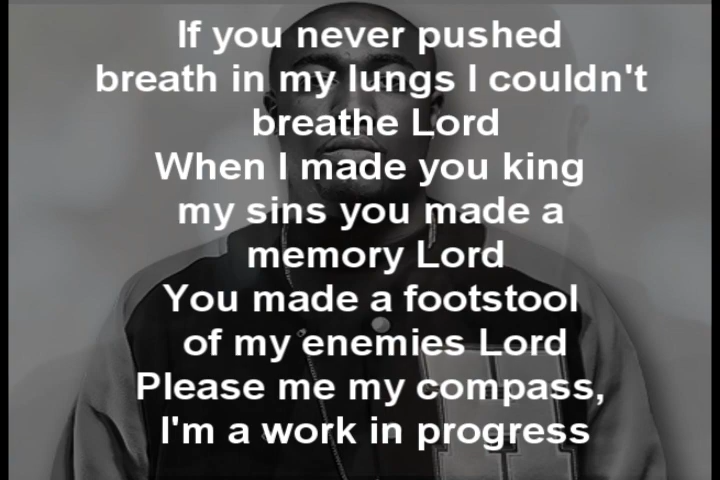 If you never pushed
breath in my lungs I couldn't
breathe Lord
When I made you king
my sins you made a
memory Lord
You made a footstool
of my enemies Lord
Please me my compass,
I'm a work in progress